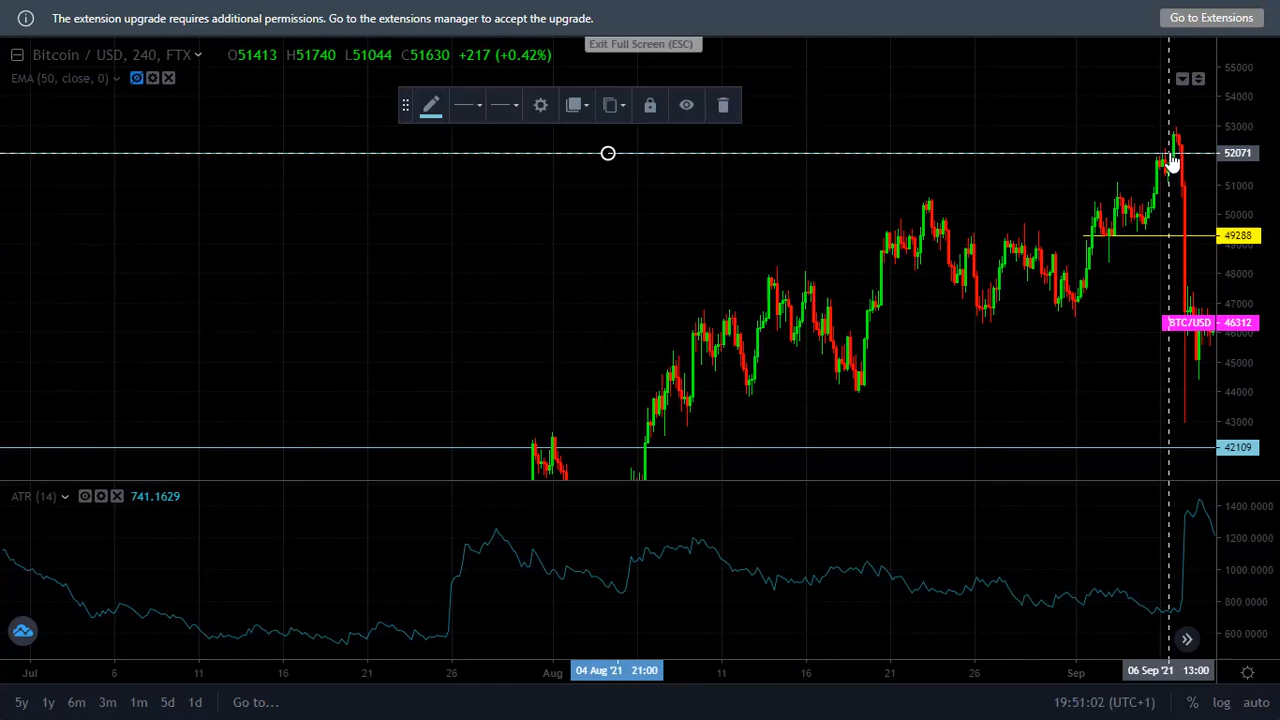 The extension upgrade requires additional permissions. Go to the extensions manager to accept the upgrade.
Go to Extensions
Exit Full Screen (ESC)
Bitcoin / USD, 240, FTX O51413 H51740 L51044 C51630 +217 (+0.42%)
EMA (50, close, 0)
55000
54000
53000
52071
51000
50000
49288
48000
47000
BTC/USD 46312
46000
45000
44000
43000
42109
ATR (14) 741.1629
1400.0000
1200.0000
1000.0000
800.0000
600.0000
Jul 6 11 16 21 26 Aug 04 Aug '21 21:00 11 16 21 26 Sep 06 Sep '21 13:00
5y 1y 6m 3m 1m 5d 1d Go to... 19:51:02 (UTC+1) % log auto